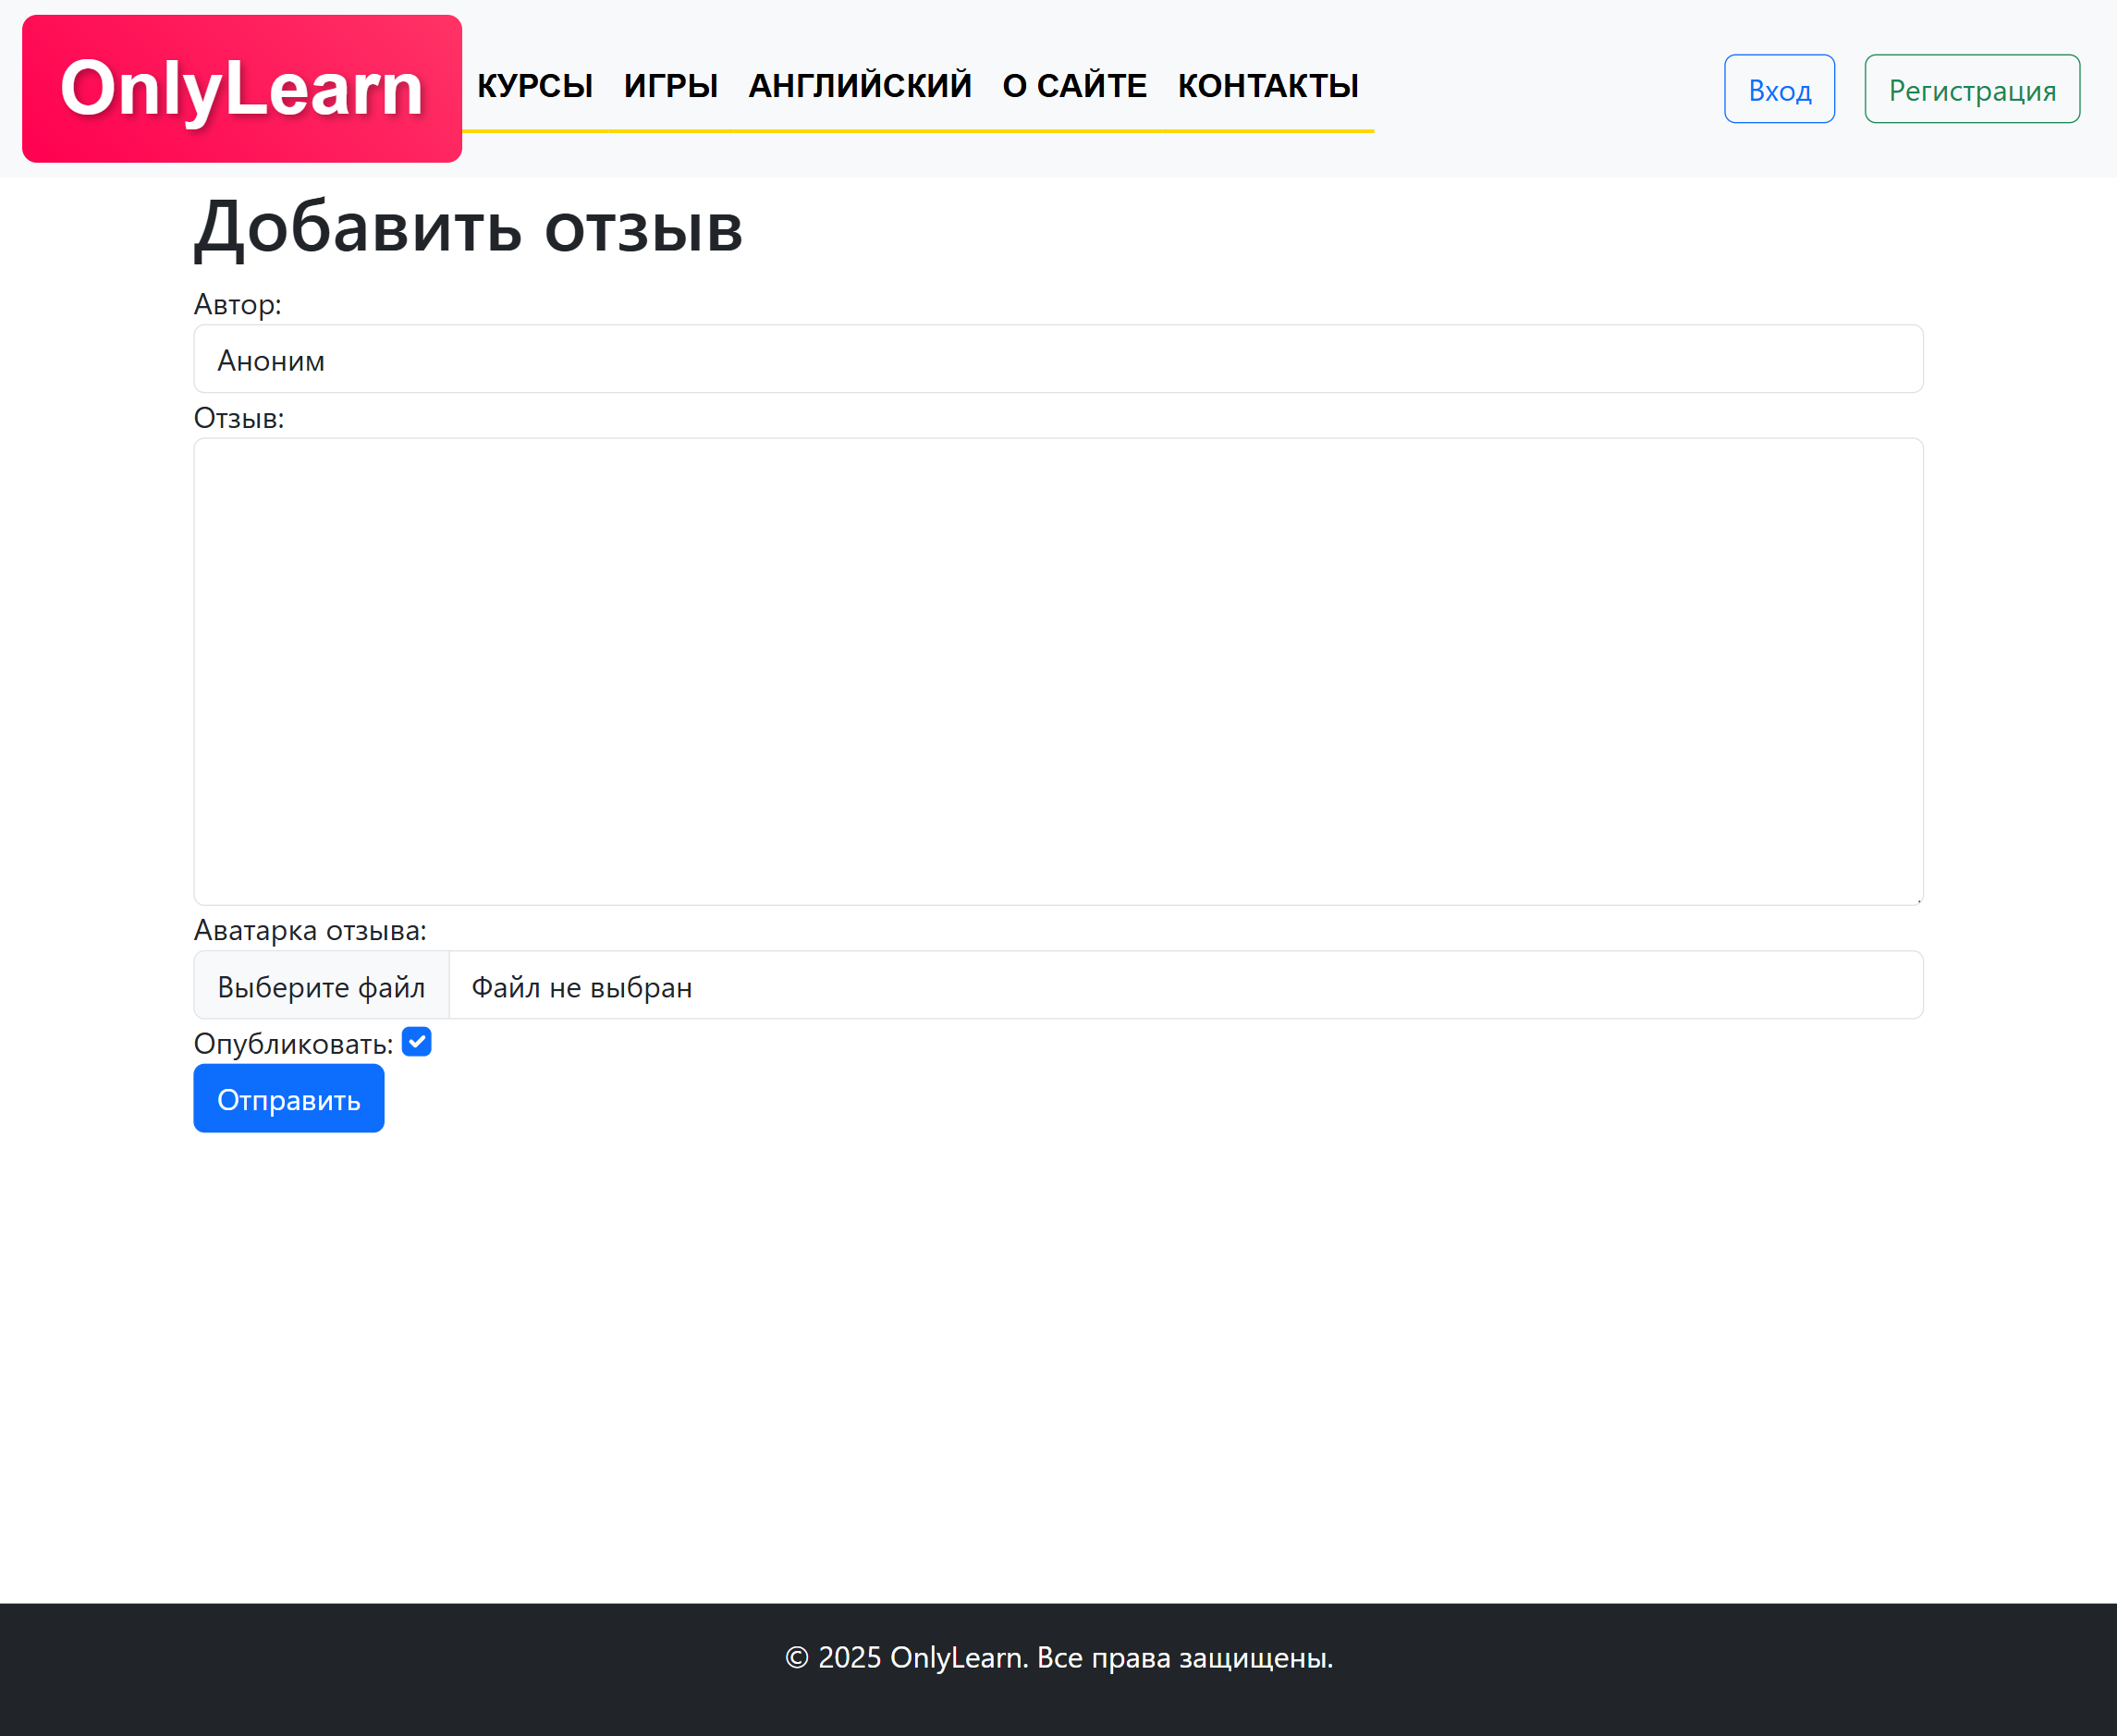 OnlyLearn КУРСЫ ИГРЫ АНГЛИЙСКИЙ О САЙТЕ КОНТАКТЫ Вход Регистрация
Добавить отзыв
Автор:
Аноним
Отзыв:
Аватарка отзыва:
Выберите файл Файл не выбран
Опубликовать:
Отправить
© 2025 OnlyLearn. Все права защищены.